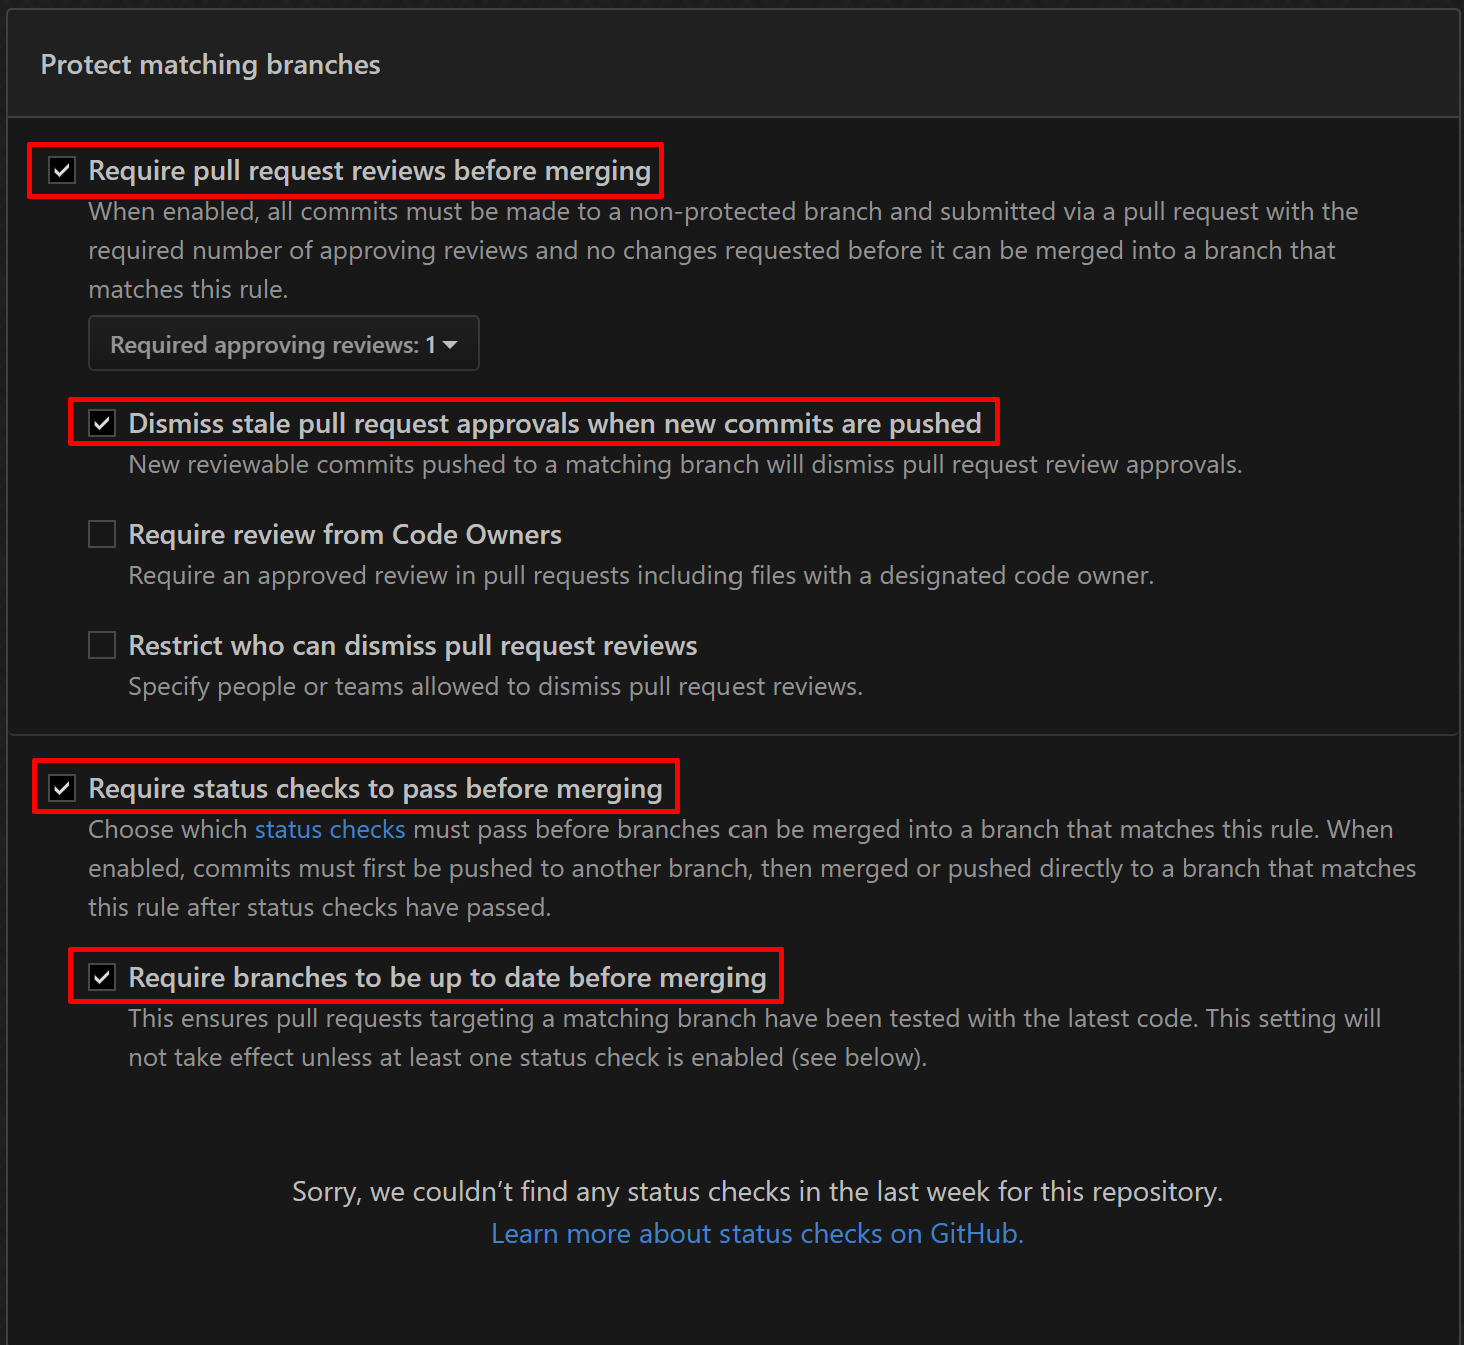 Protect matching branches
Require pull request reviews before merging
When enabled, all commits must be made to a non-protected branch and submitted via a pull request with the
required number of approving reviews and no changes requested before it can be merged into a branch that
matches this rule.
Required approving reviews: 1
Dismiss stale pull request approvals when new commits are pushed
New reviewable commits pushed to a matching branch will dismiss pull request review approvals.
Require review from Code Owners
Require an approved review in pull requests including files with a designated code owner.
Restrict who can dismiss pull request reviews
Specify people or teams allowed to dismiss pull request reviews.
Require status checks to pass before merging
Choose which status checks must pass before branches can be merged into a branch that matches this rule. When
enabled, commits must first be pushed to another branch, then merged or pushed directly to a branch that matches
this rule after status checks have passed.
Require branches to be up to date before merging
This ensures pull requests targeting a matching branch have been tested with the latest code. This setting will
not take effect unless at least one status check is enabled (see below).
Sorry, we couldn’t find any status checks in the last week for this repository.
Learn more about status checks on GitHub.